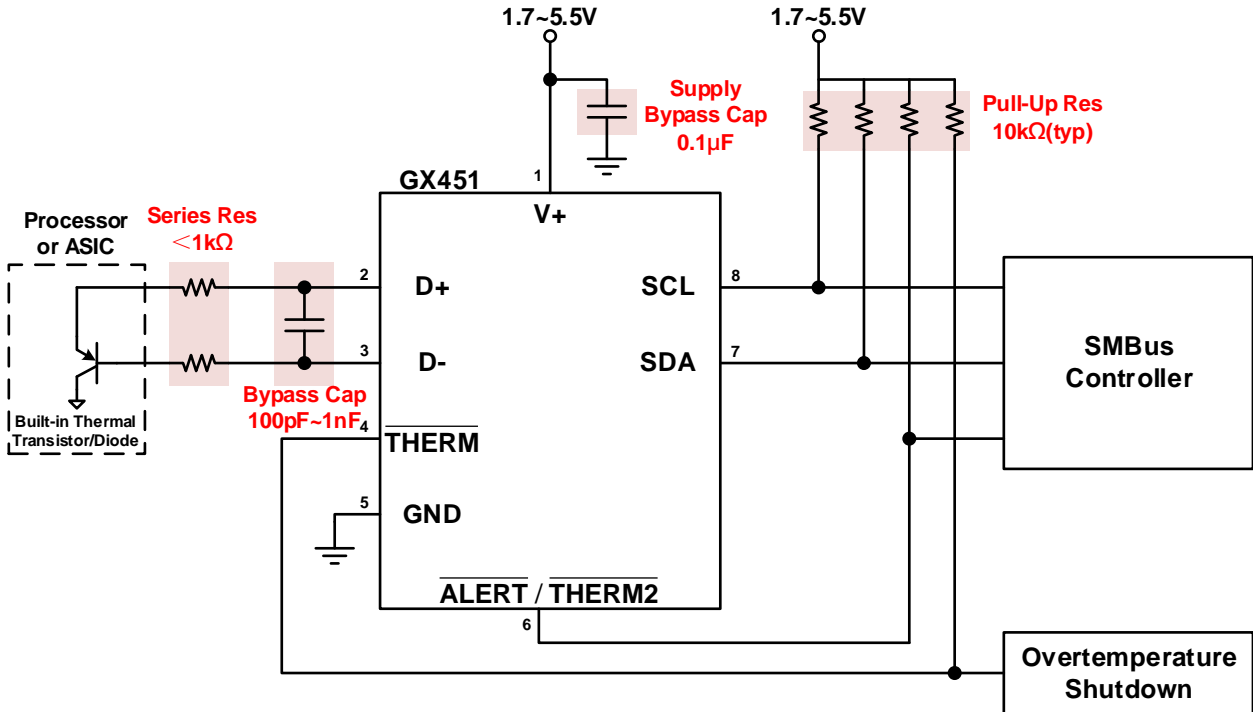 1.7~5.5V
1.7~5.5V
Supply
Bypass Cap
0.1μF
Pull-Up Res
10kΩ(typ)
GX451
1
V+
Processor
or ASIC
Series Res
<1kΩ
2
D+
SCL
8
3
D-
SDA
7
SMBus
Controller
Built-in Thermal
Transistor/Diode
Bypass Cap
100pF~1nF
4
THERM
5
GND
ALERT / THERM2
6
Overtemperature
Shutdown